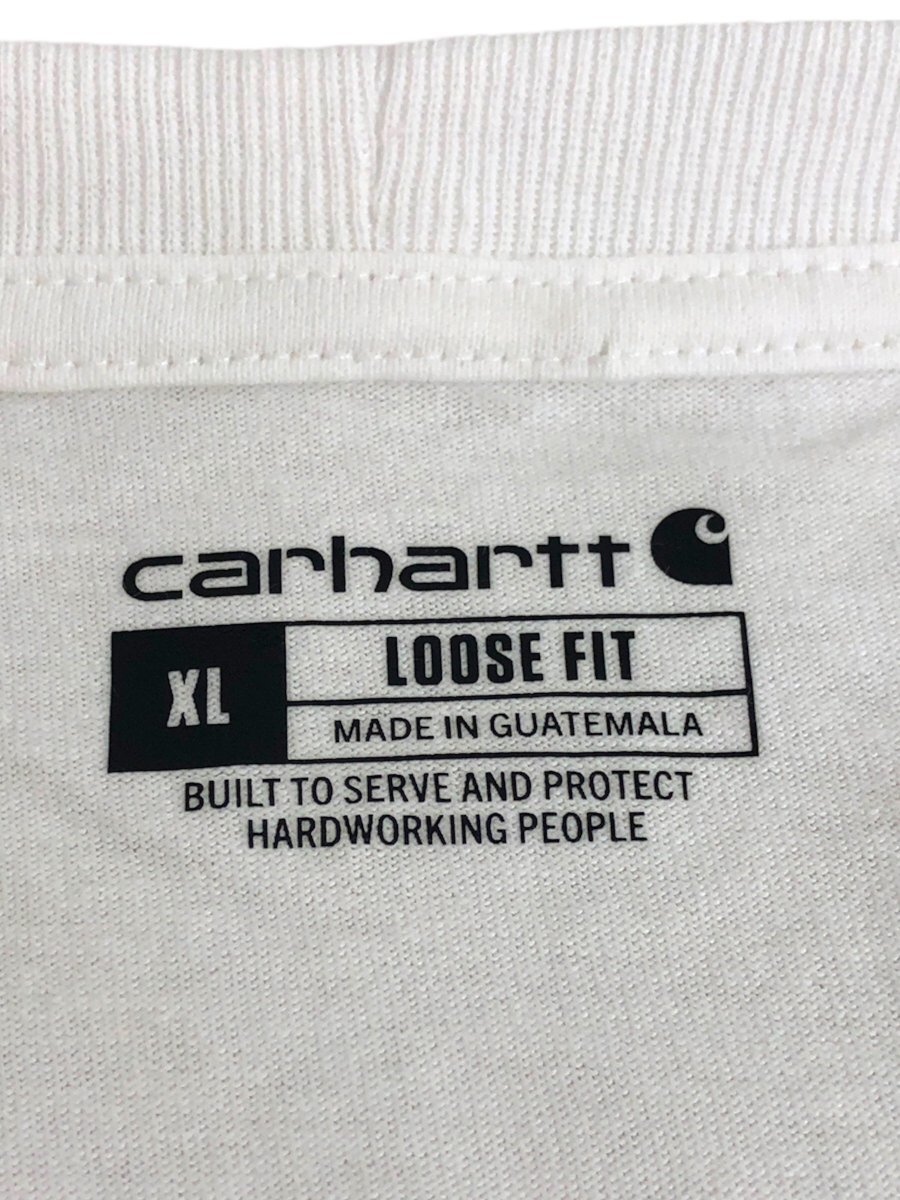 carhartt
XL
LOOSE FIT
MADE IN GUATEMALA
BUILT TO SERVE AND PROTECT
HARDWORKING PEOPLE